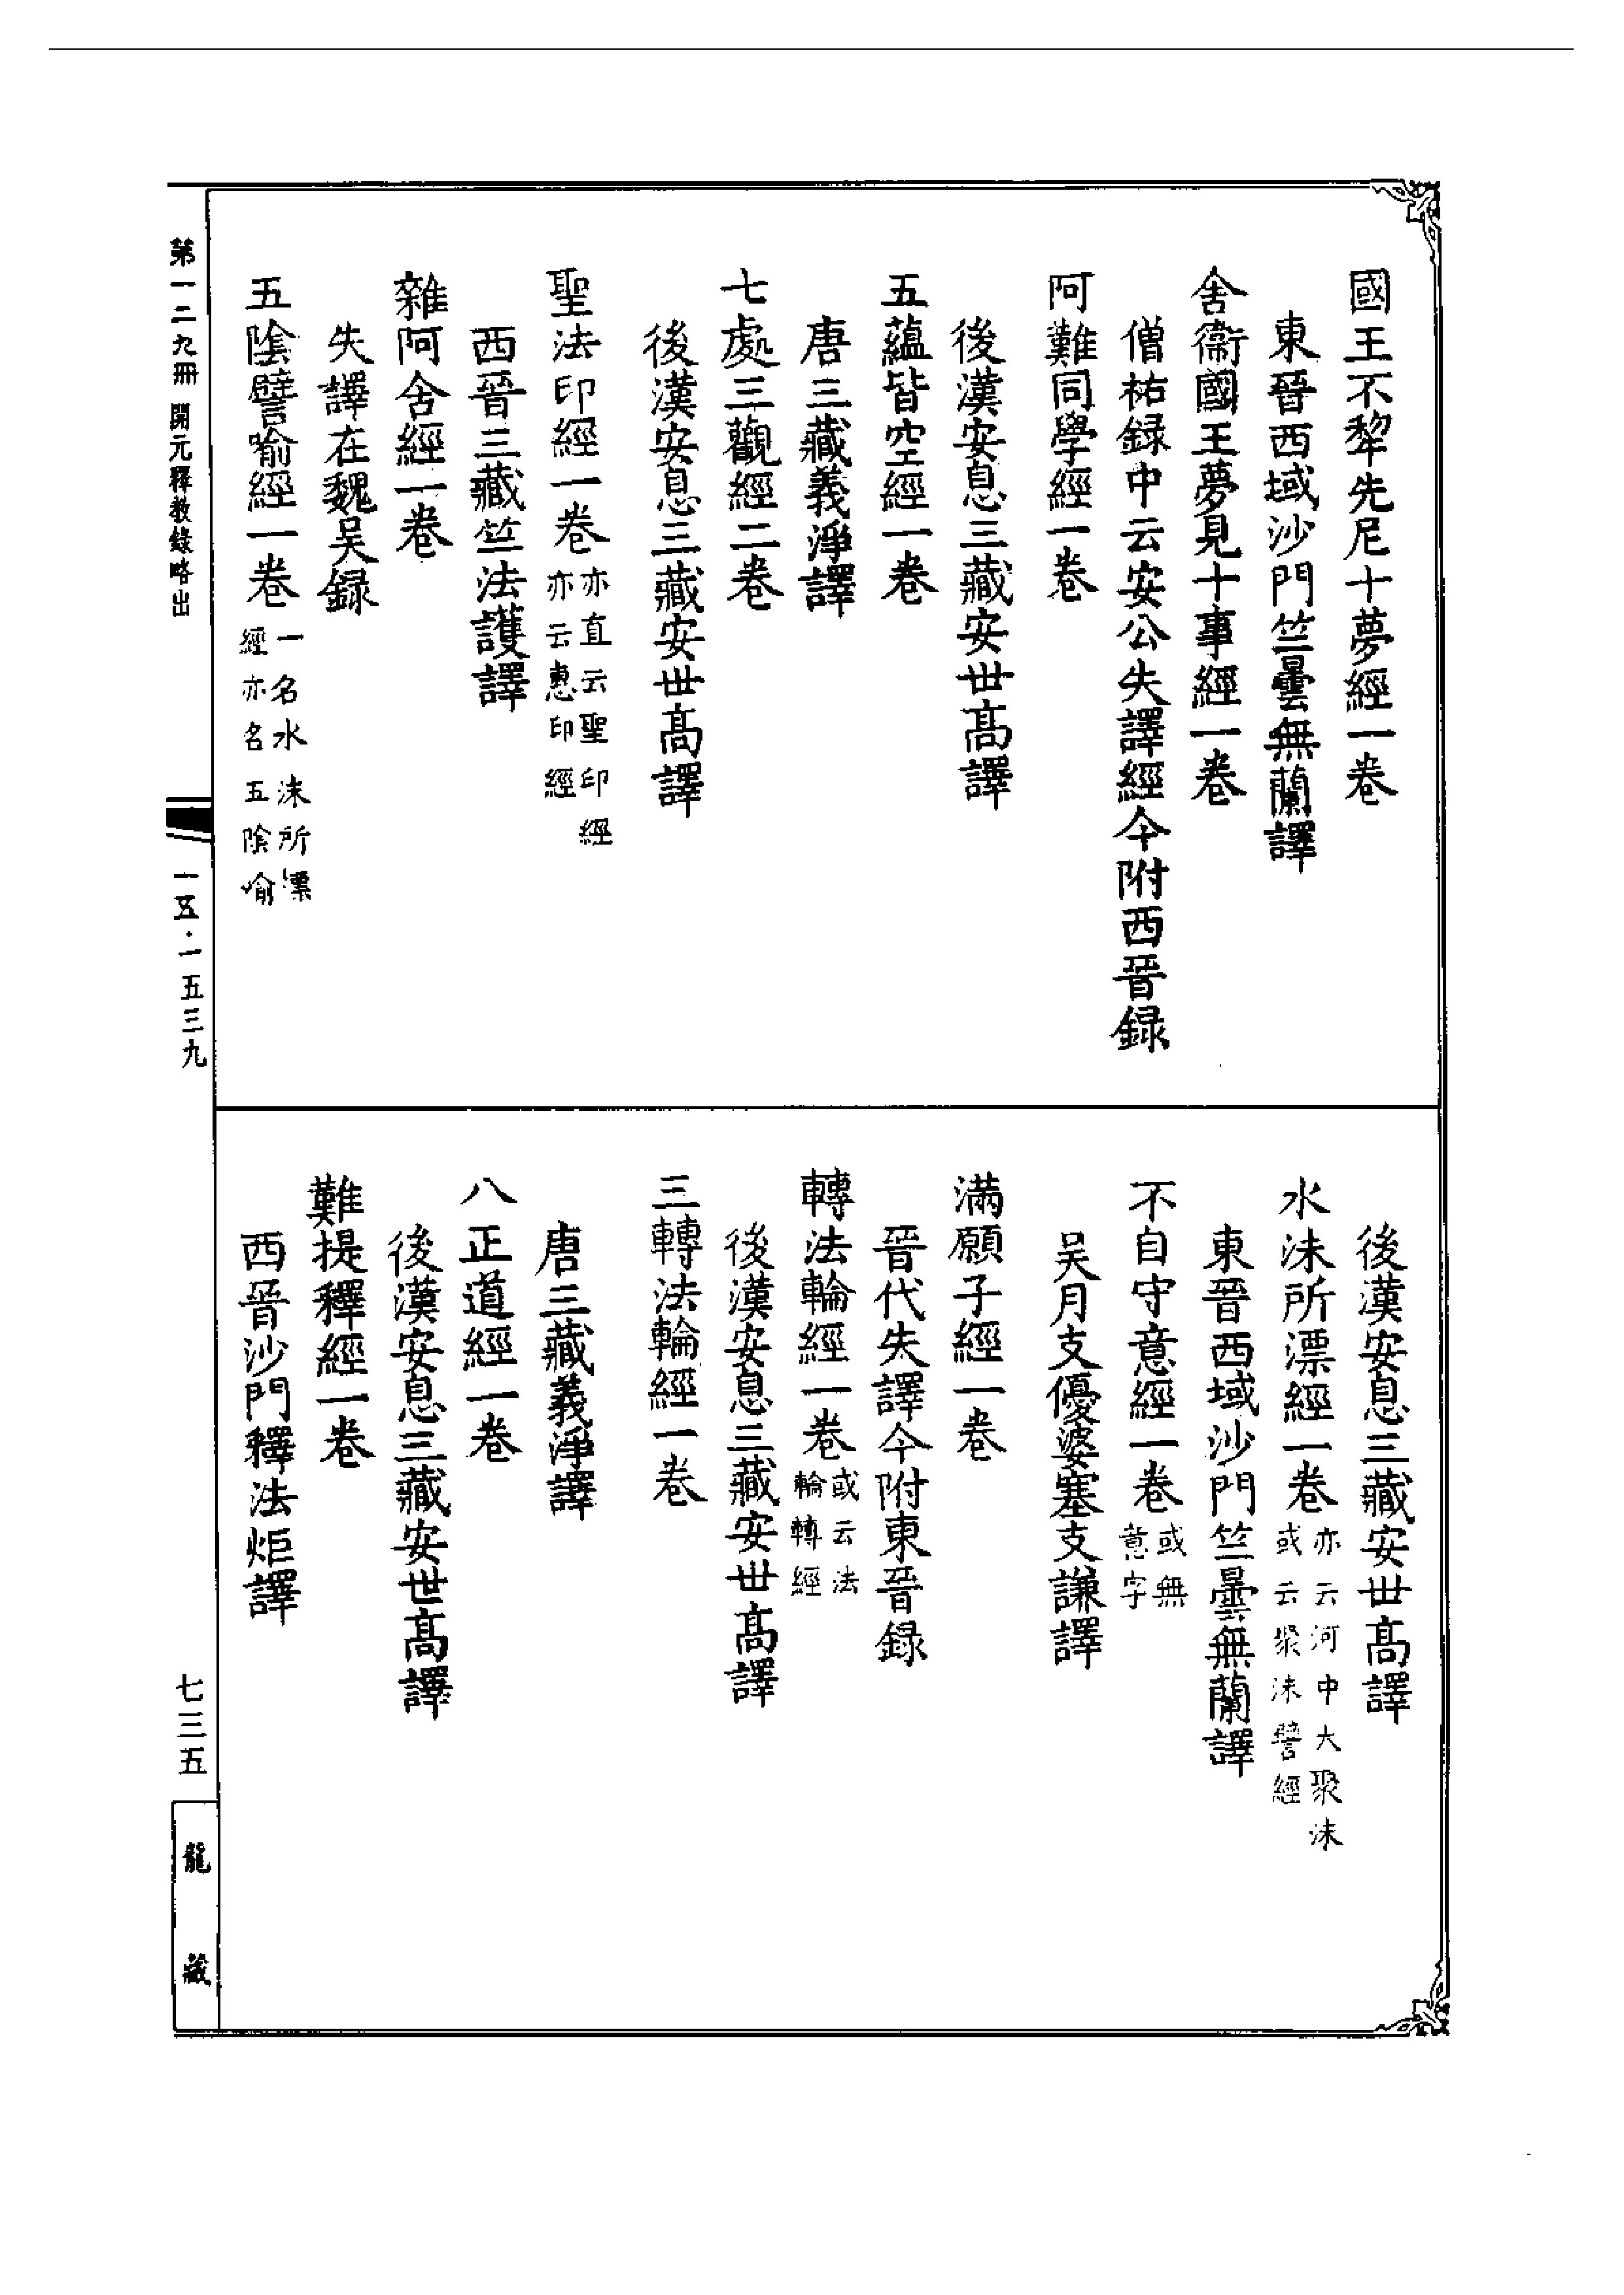 國王不犂先尼十夢經一卷
東晉西域沙門竺曇無蘭譯
舍衞國王夢見十事經一卷
僧祐録中云安公失譯經今附西晉録
阿難同學經一卷
後漢安息三藏安世高譯
五蘊皆空經一卷
唐三藏義淨譯
七處三觀經二卷
後漢安息三藏安世高譯
聖法印經一卷亦直云聖印經
亦云惠印經
西晉三藏竺法護譯
雜阿含經一卷
失譯在魏吳録
五陰譬喻經一卷一名水沫所漂
經亦名五陰喻
後漢安息三藏安世高譯
水沫所漂經一卷亦云河中大聚沫
或云聚沫譬經
東晉西域沙門竺曇無蘭譯
不自守意經一卷或無
意字
吳月支優婆塞支謙譯
滿願子經一卷
晉代失譯今附東晉録
轉法輪經一卷或云法
輪轉經
後漢安息三藏安世高譯
三轉法輪經一卷
唐三藏義淨譯
八正道經一卷
後漢安息三藏安世高譯
難提釋經一卷
西晉沙門釋法炬譯
第一二九冊 開元釋教錄略出
一五·一五三九
七三五
龍藏